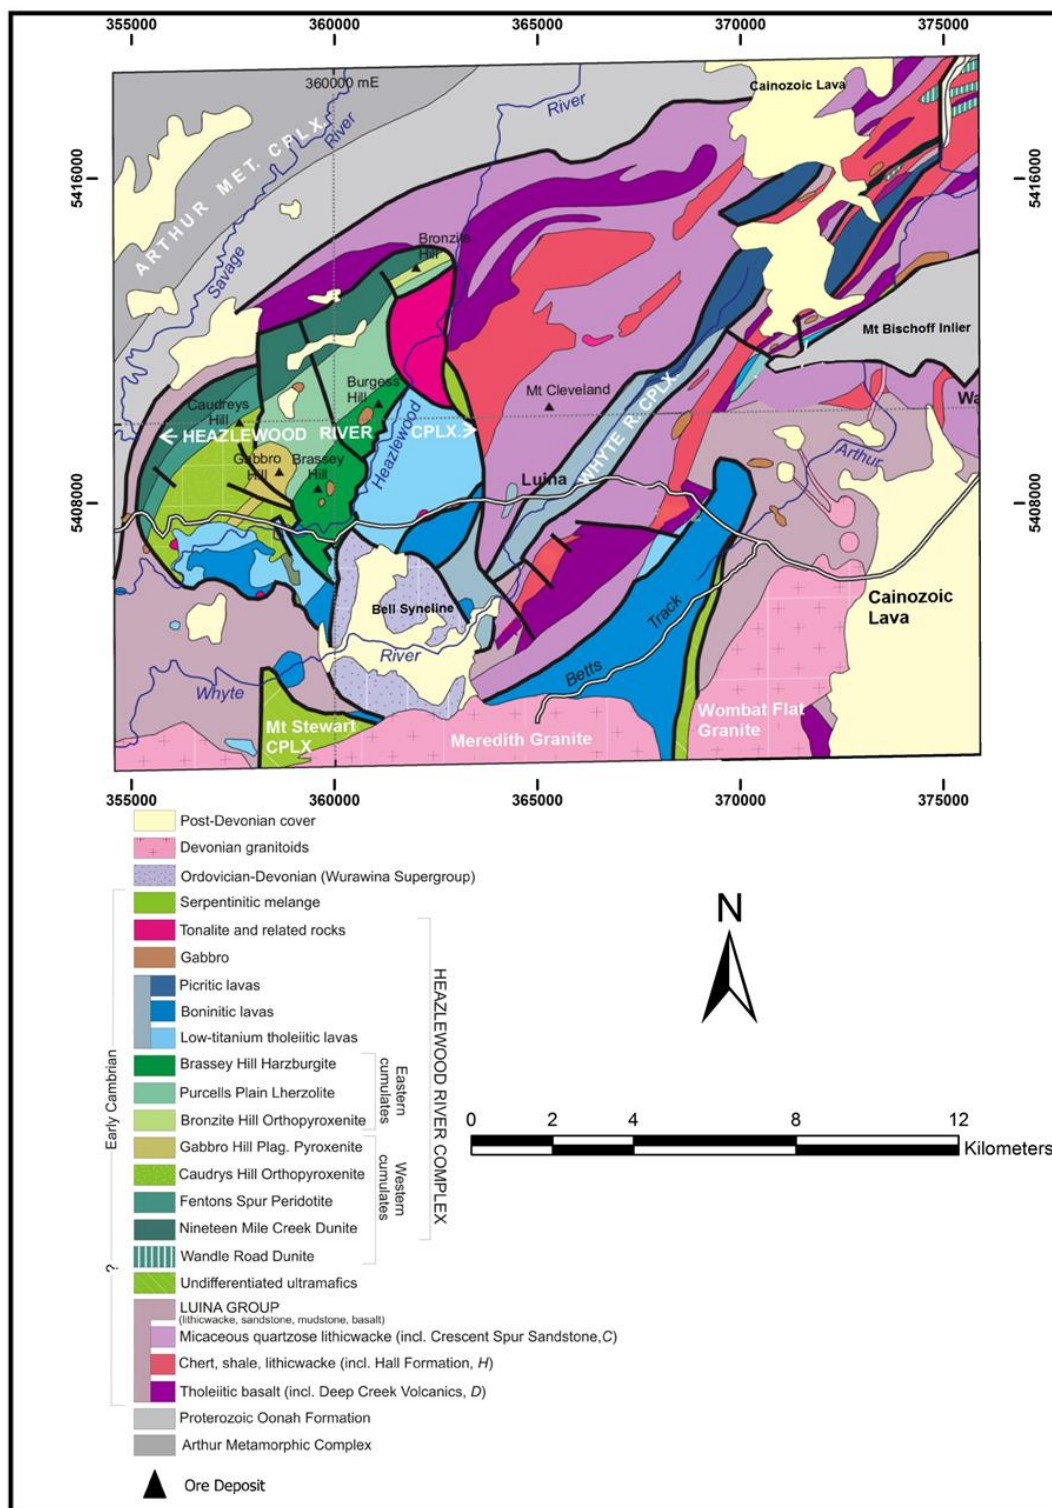 355000 360000 365000 370000 375000
360000 mE
Cainozoic Lava
River
River
ARTHUR MET. CPLX.
5416000
5416000
Savage
Bronzite
Hill
Mt Bischoff Inlier
Burgess
Hill
Mt Cleveland
Caudreys
Hill
Wa
HEAZLEWOOD RIVER CPLX.
Heazlewood
WHYTE R. CPLX.
Gabbro
Hill
Brassey
Hill
Arthur
Luina
5408000
5408000
Cainozoic
Lava
Bell Syncline
Track
River
Betts
Whyte
Wombat Flat
Granite
Mt Stewart
CPLX
Meredith Granite
355000 360000 365000 370000 375000
Post-Devonian cover
Devonian granitoids
Ordovician-Devonian (Wurawina Supergroup)
Serpentinitic melange
Tonalite and related rocks
Gabbro
Picritic lavas
Boninitic lavas
Low-titanium tholeiitic lavas
Brassey Hill Harzburgite
Purcells Plain Lherzolite
Bronzite Hill Orthopyroxenite
Gabbro Hill Plag. Pyroxenite
Caudrys Hill Orthopyroxenite
Fentons Spur Peridotite
Nineteen Mile Creek Dunite
Wandle Road Dunite
Undifferentiated ultramafics
LUINA GROUP
(lithicwacke, sandstone, mudstone, basalt)
Micaceous quartzose lithicwacke (incl. Crescent Spur Sandstone,C)
Chert, shale, lithicwacke (incl. Hall Formation, H)
Tholeiitic basalt (incl. Deep Creek Volcanics, D)
Proterozoic Oonah Formation
Arthur Metamorphic Complex
Ore Deposit
Early Cambrian
?
Eastern
cumulates
Western
cumulates
HEAZLEWOOD RIVER COMPLEX
N
0 2 4 8 12
Kilometers